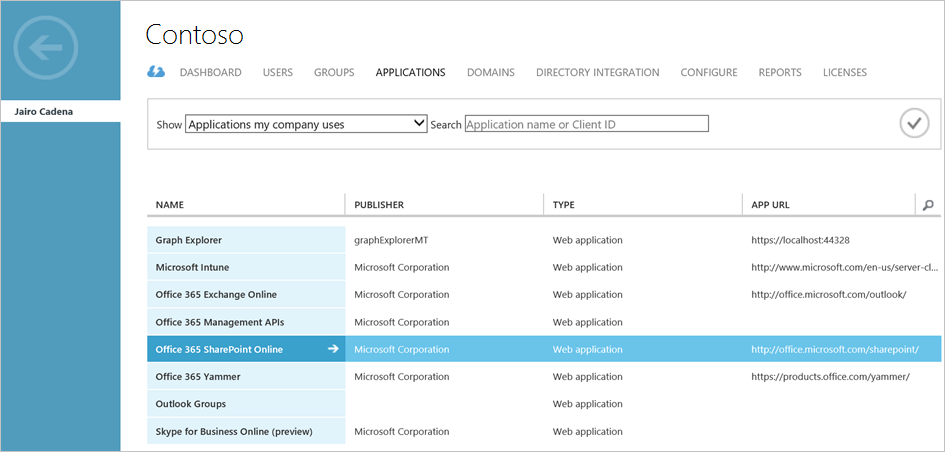 Contoso
DASHBOARD USERS GROUPS APPLICATIONS DOMAINS DIRECTORY INTEGRATION CONFIGURE REPORTS LICENSES
Jairo Cadena
Show Applications my company uses Search Application name or Client ID
NAME PUBLISHER TYPE APP URL
Graph Explorer graphExplorerMT Web application https://localhost:44328
Microsoft Intune Microsoft Corporation Web application http://www.microsoft.com/en-us/server-cl...
Office 365 Exchange Online Microsoft Corporation Web application http://office.microsoft.com/outlook/
Office 365 Management APIs Microsoft Corporation Web application
Office 365 SharePoint Online Microsoft Corporation Web application http://office.microsoft.com/sharepoint/
Office 365 Yammer Microsoft Corporation Web application https://products.office.com/yammer/
Outlook Groups Web application
Skype for Business Online (preview) Microsoft Corporation Web application